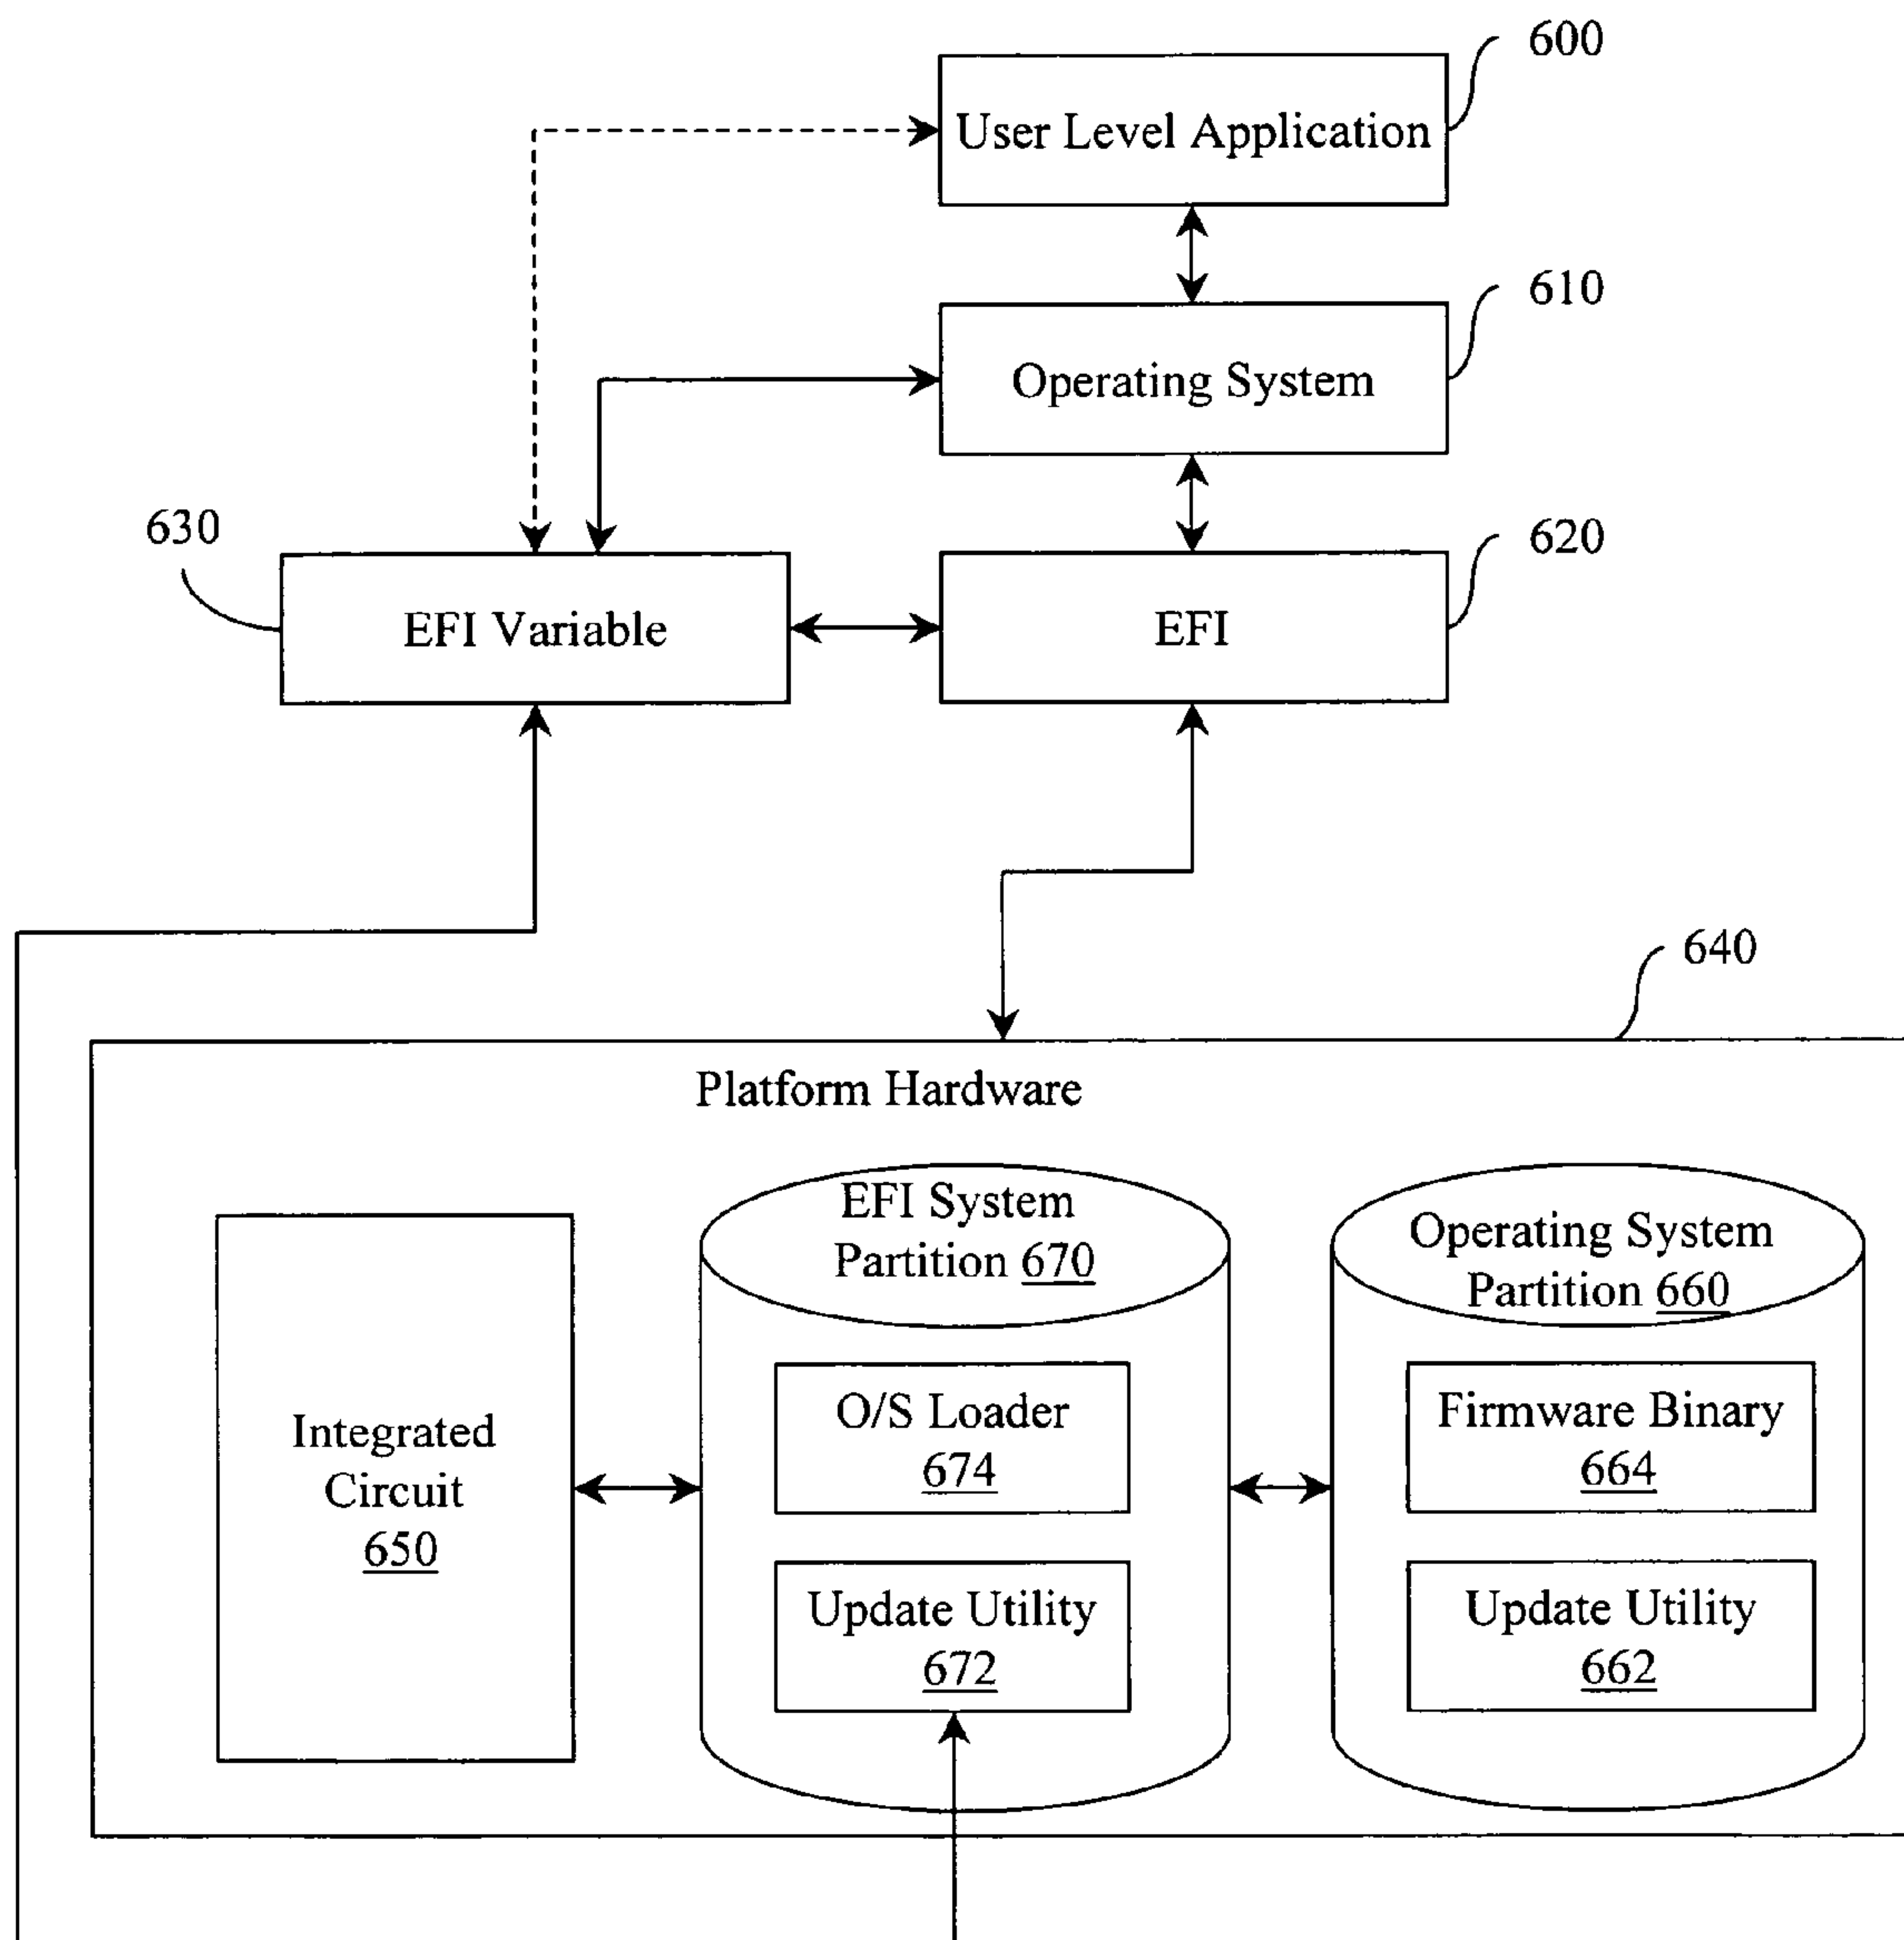 600
User Level Application
610
Operating System
630
620
EFI Variable
EFI
640
Platform Hardware
EFI System
Partition 670
Operating System
Partition 660
Integrated
Circuit
650
O/S Loader
674
Firmware Binary
664
Update Utility
672
Update Utility
662